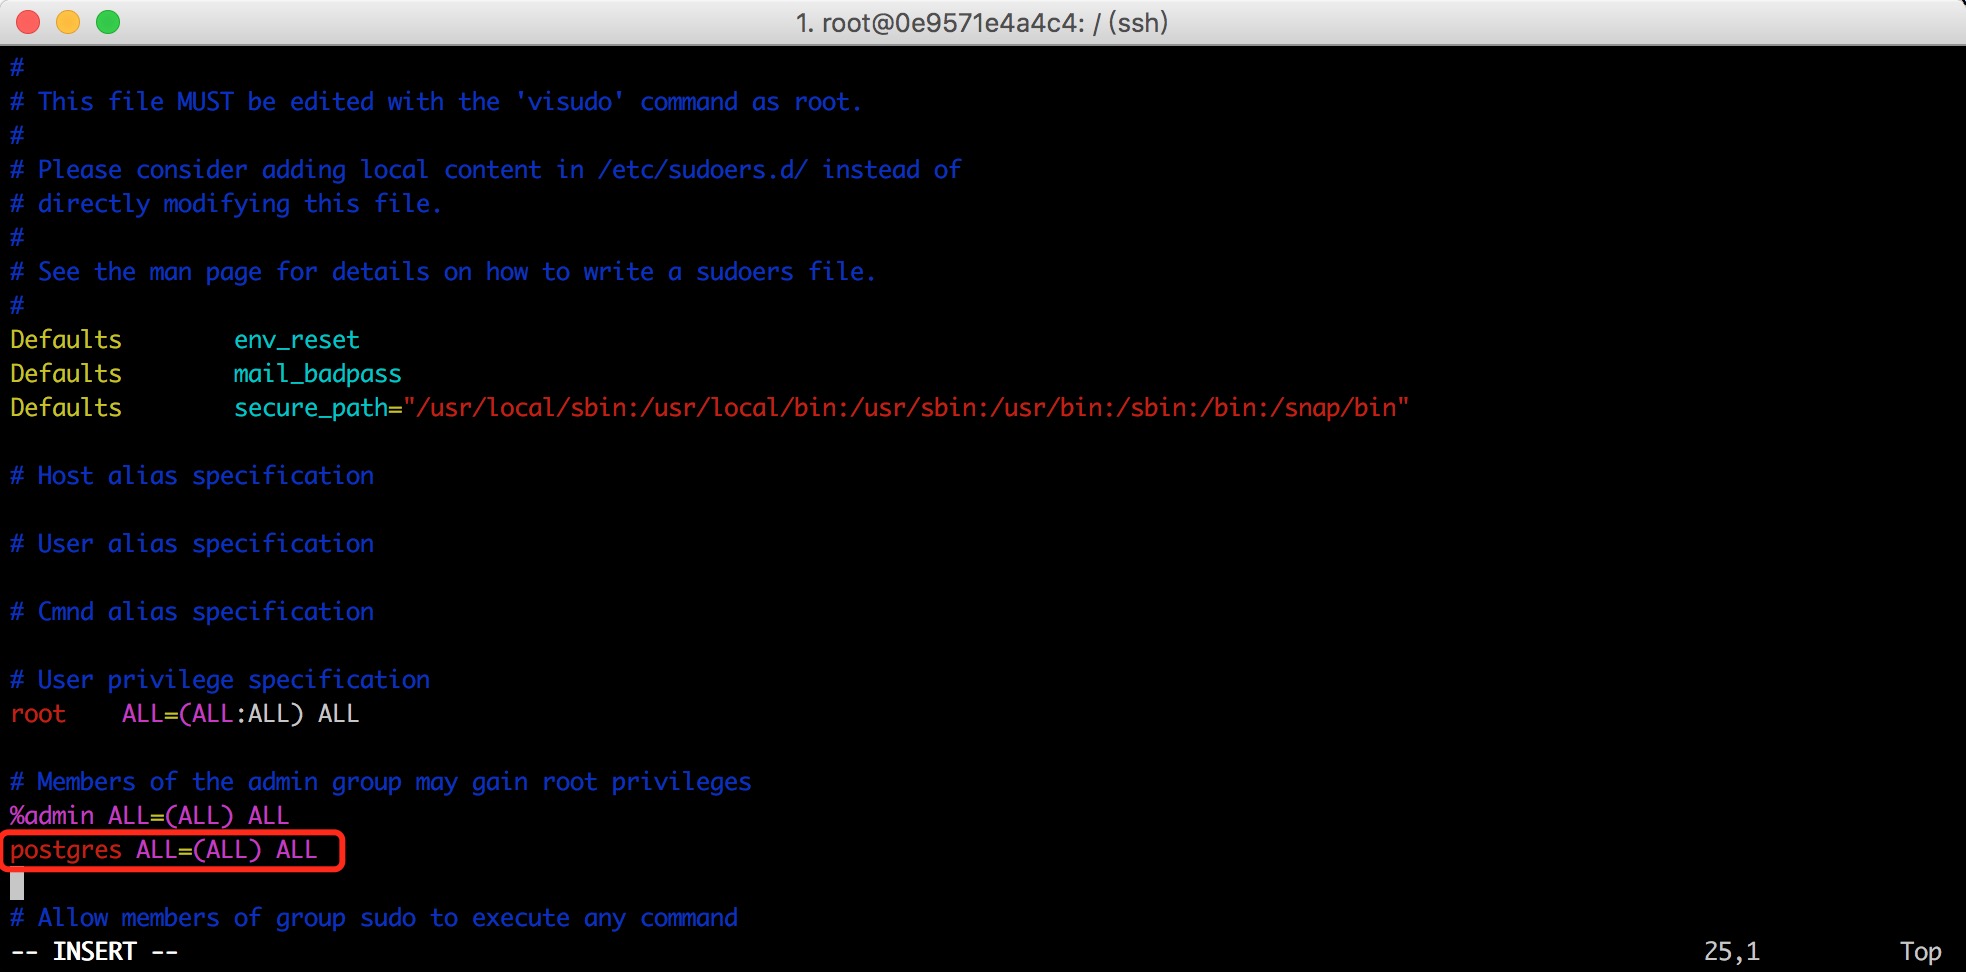 1. root@0e9571e4a4c4: / (ssh)
#
# This file MUST be edited with the 'visudo' command as root.
#
# Please consider adding local content in /etc/sudoers.d/ instead of
# directly modifying this file.
#
# See the man page for details on how to write a sudoers file.
#
Defaults        env_reset
Defaults        mail_badpass
Defaults        secure_path="/usr/local/sbin:/usr/local/bin:/usr/sbin:/usr/bin:/sbin:/bin:/snap/bin"
# Host alias specification
# User alias specification
# Cmnd alias specification
# User privilege specification
root    ALL=(ALL:ALL) ALL
# Members of the admin group may gain root privileges
%admin ALL=(ALL) ALL
postgres ALL=(ALL) ALL
# Allow members of group sudo to execute any command
-- INSERT --    25,1    Top